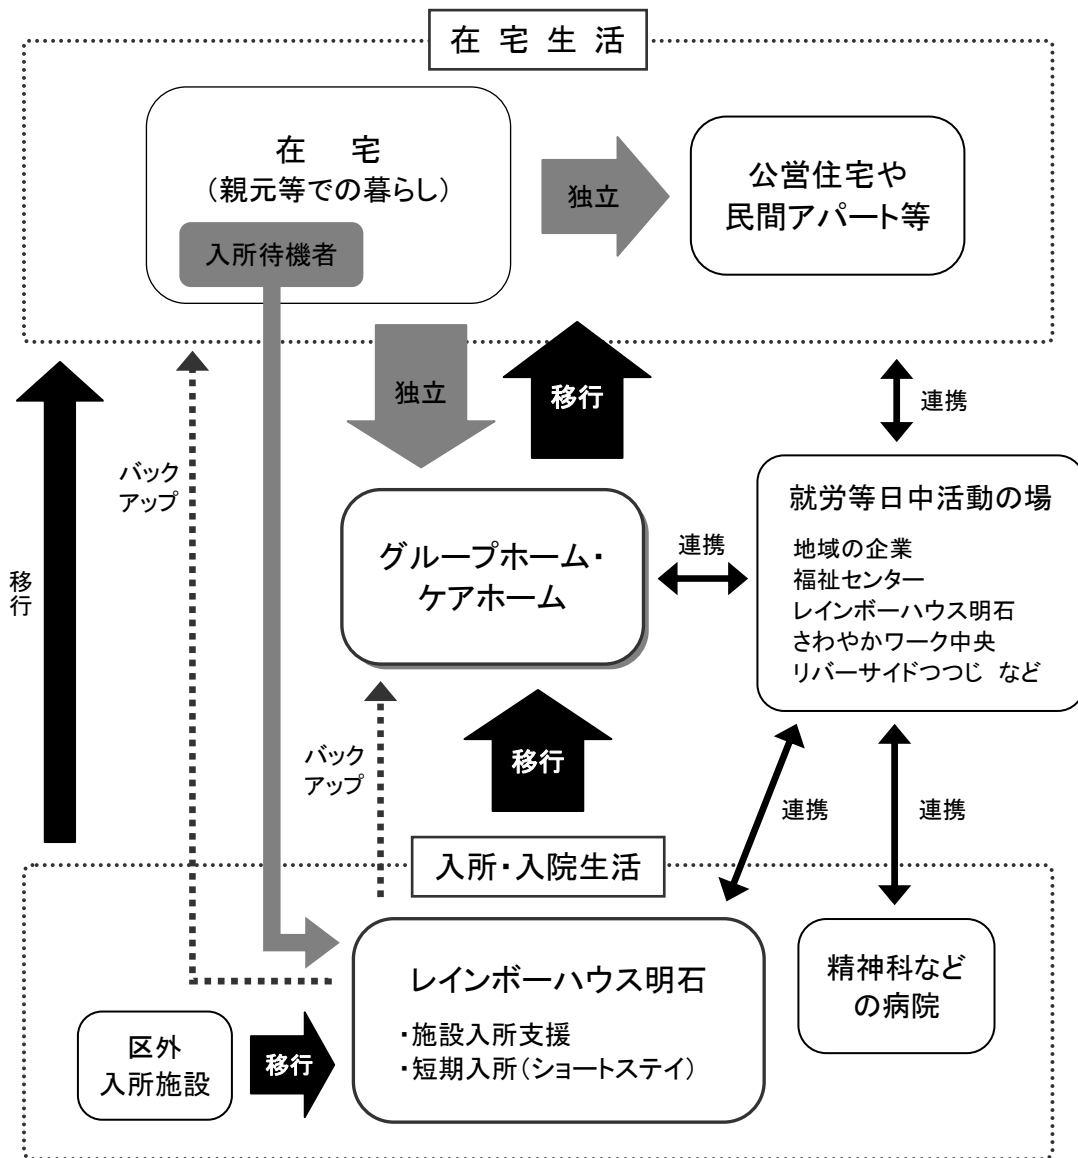 在宅生活
在　宅
（親元等での暮らし）
入所待機者
独立
公営住宅や
民間アパート等
独立
移行
連携
バック
アップ
移行
グループホーム・
ケアホーム
連携
就労等日中活動の場
地域の企業
福祉センター
レインボーハウス明石
さわやかワーク中央
リバーサイドつつじ　など
バック
アップ
移行
連携
連携
入所・入院生活
レインボーハウス明石
・施設入所支援
・短期入所（ショートステイ）
精神科など
の病院
区外
入所施設
移行